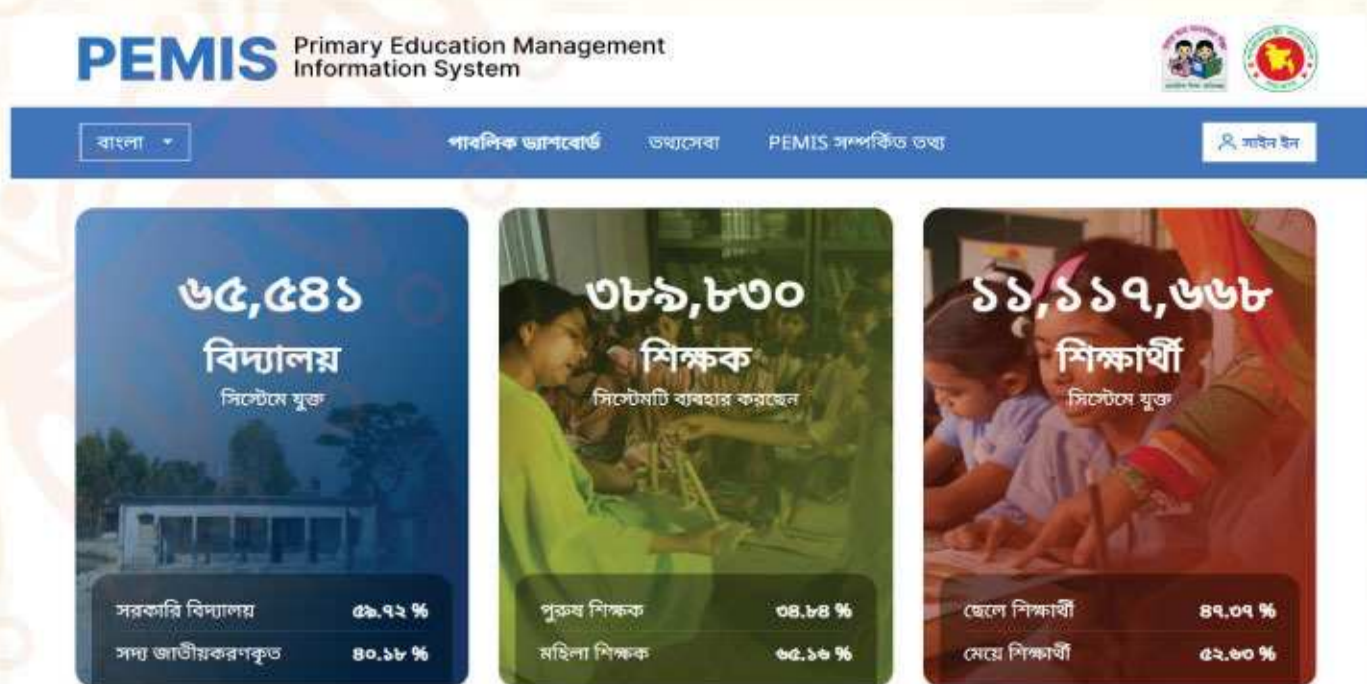 PEMIS
Primary Education Management
Information System
বাংলা
পাবলিক ড্যাশবোর্ড
তথ্যসেবা
PEMIS সম্পর্কিত তথ্য
সাইন ইন
৬৫,৫৪১
বিদ্যালয়
সিস্টেমে যুক্ত
সরকারি বিদ্যালয় ৫৯.৭২ %
সদ্য জাতীয়করণকৃত ৪০.১৮ %
৩৮৯,৮৩০
শিক্ষক
সিস্টেমটি ব্যবহার করছেন
পুরুষ শিক্ষক ৩৪.৮৪ %
মহিলা শিক্ষক ৬৫.১৬ %
১১,১১৭,৬৬৮
শিক্ষার্থী
সিস্টেমে যুক্ত
ছেলে শিক্ষার্থী ৪৭.৩৭ %
মেয়ে শিক্ষার্থী ৫২.৬৩ %